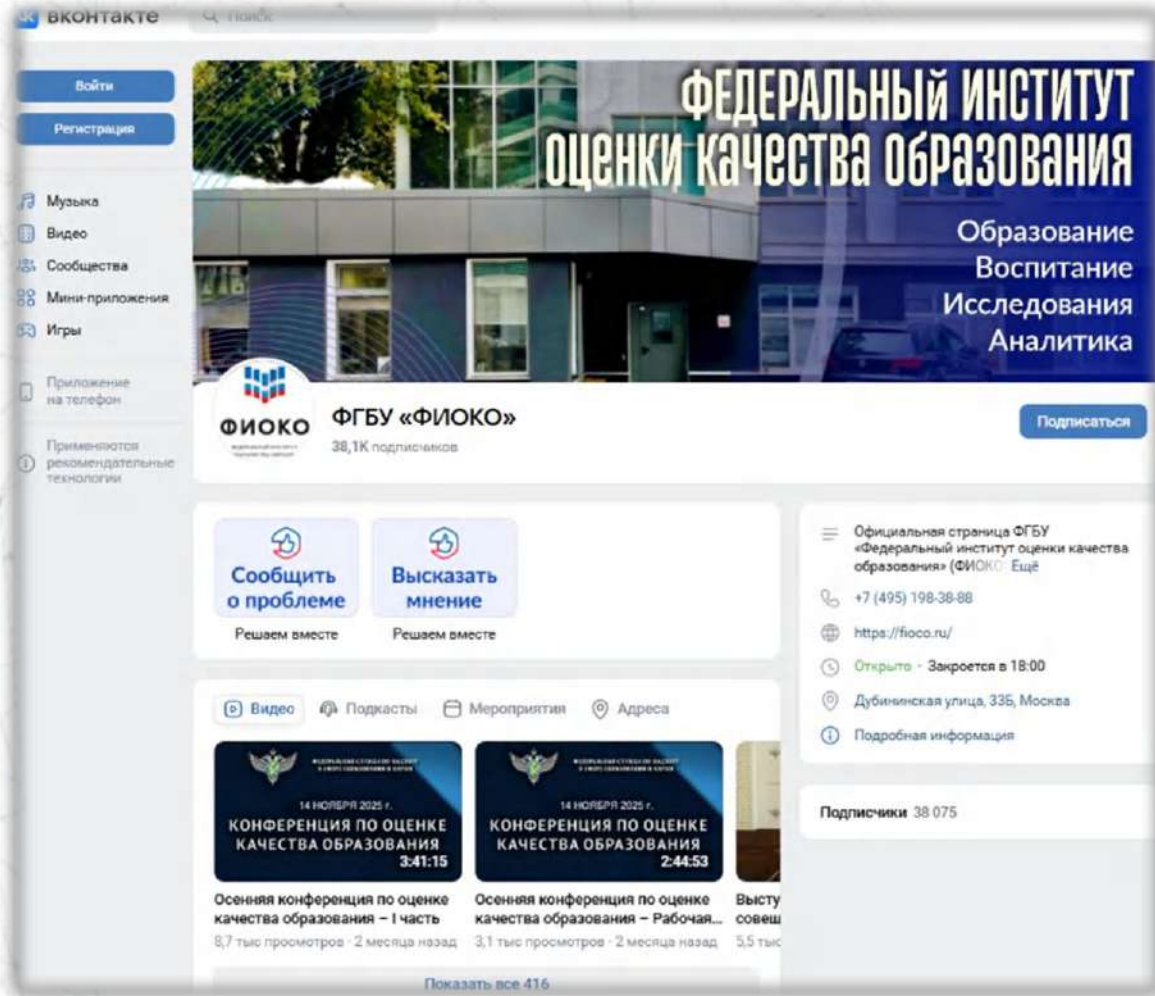 вконтакте
Поиск
Войти
Регистрация
Музыка
Видео
Сообщества
Мини-приложения
Игры
Приложение
на телефон
Применяются
рекомендательные
технологии
ФЕДЕРАЛЬНЫЙ ИНСТИТУТ
ОЦЕНКИ КАЧЕСТВА ОБРАЗОВАНИЯ
Образование
Воспитание
Исследования
Аналитика
ФИОКО
ФГБУ «ФИОКО»
38,1K подписчиков
Подписаться
Сообщить
о проблеме
Решаем вместе
Высказать
мнение
Решаем вместе
Видео
Подкасты
Мероприятия
Адреса
14 НОЯБРЯ 2025 г.
КОНФЕРЕНЦИЯ ПО ОЦЕНКЕ
КАЧЕСТВА ОБРАЗОВАНИЯ
3:41:15
Осенняя конференция по оценке
качества образования – I часть
8,7 тыс просмотров · 2 месяца назад
14 НОЯБРЯ 2025 г.
КОНФЕРЕНЦИЯ ПО ОЦЕНКЕ
КАЧЕСТВА ОБРАЗОВАНИЯ
2:44:53
Осенняя конференция по оценке
качества образования – Рабочая...
3,1 тыс просмотров · 2 месяца назад
Высту
совещ
5,5 тыс
Показать все 416
Официальная страница ФГБУ
«Федеральный институт оценки качества
образования» (ФИОКО Ещё
+7 (495) 198-38-88
https://fioco.ru/
Открыто · Закроется в 18:00
Дубининская улица, 33Б, Москва
Подробная информация
Подписчики 38 075